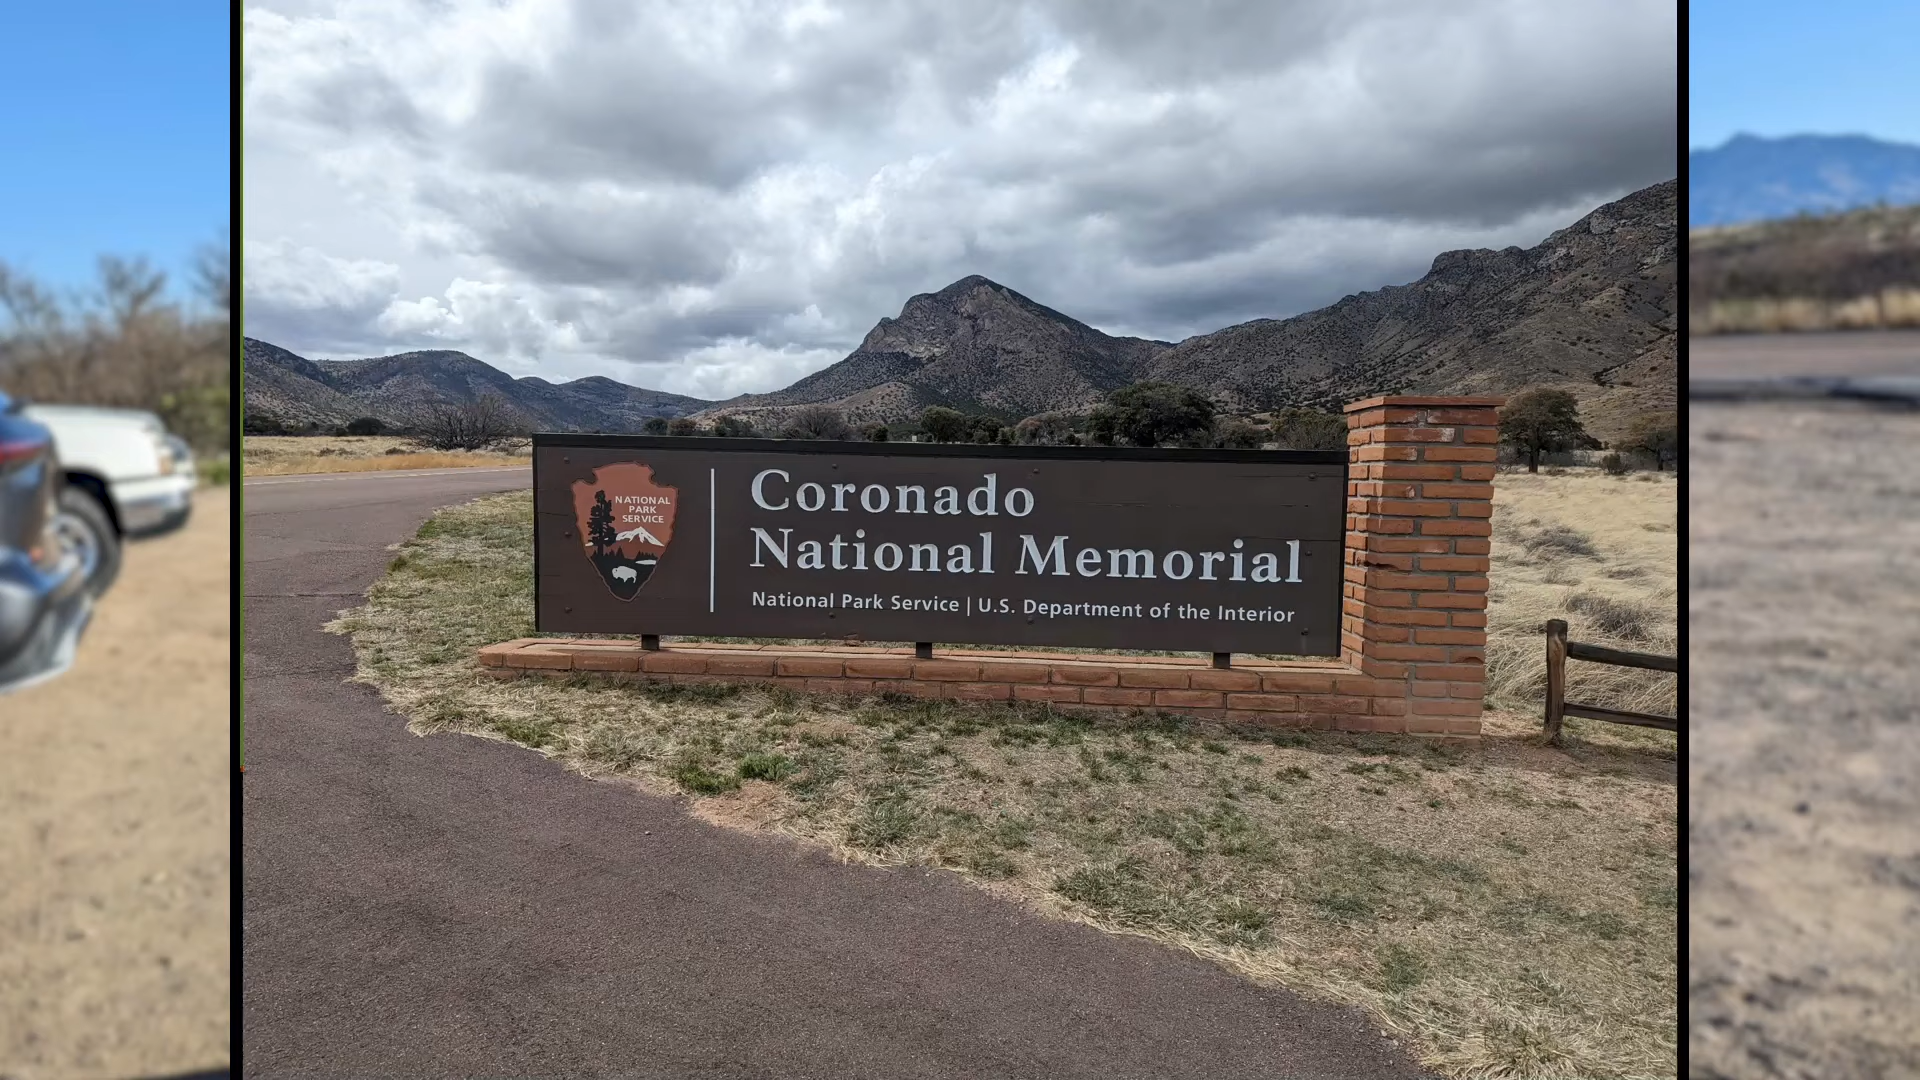 NATIONAL
PARK
SERVICE
Coronado
National Memorial
National Park Service | U.S. Department of the Interior